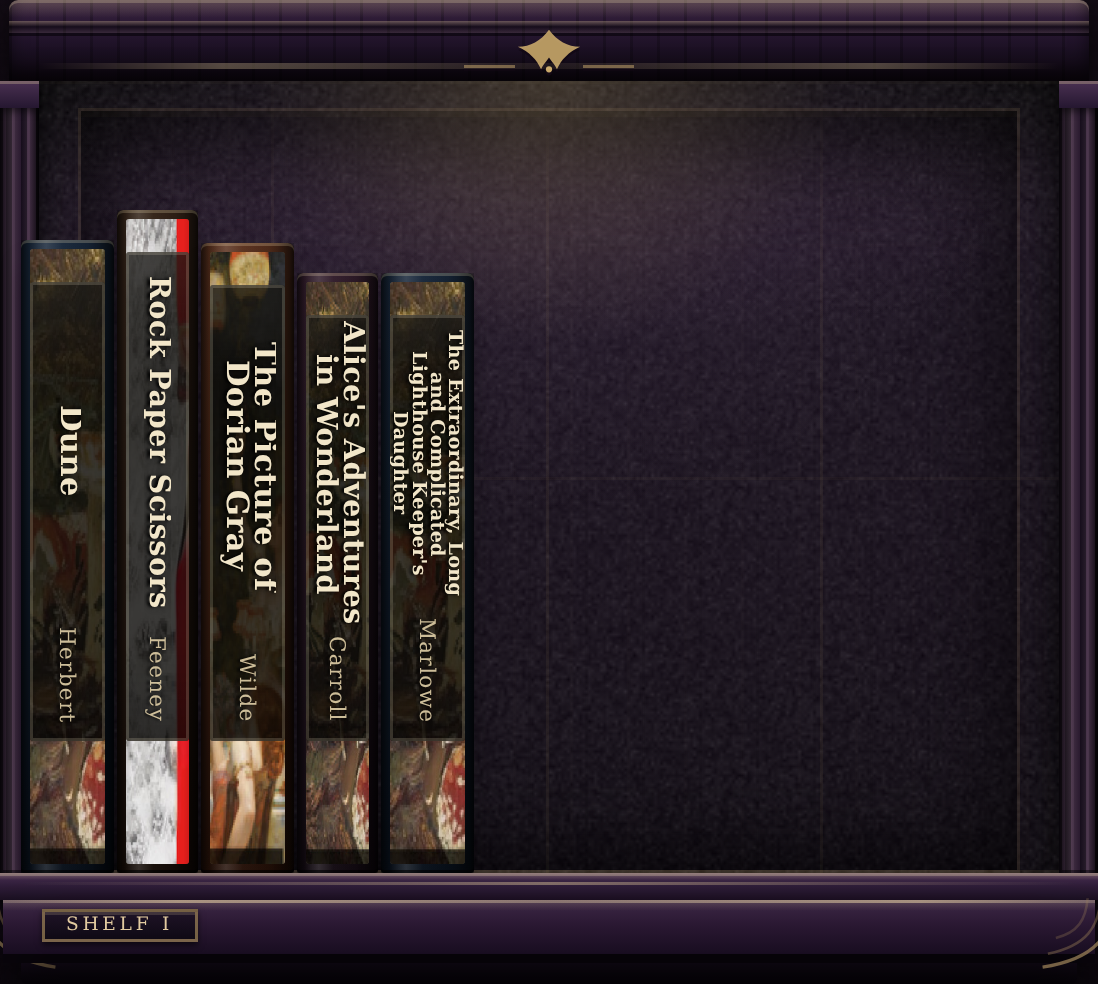 Dune
Herbert
Rock Paper Scissors
Feeney
The Picture of
Dorian Gray
Wilde
Alice's Adventures
in Wonderland
Carroll
The Extraordinary, Long
and Complicated
Lighthouse Keeper's
Daughter
Marlowe
SHELF I